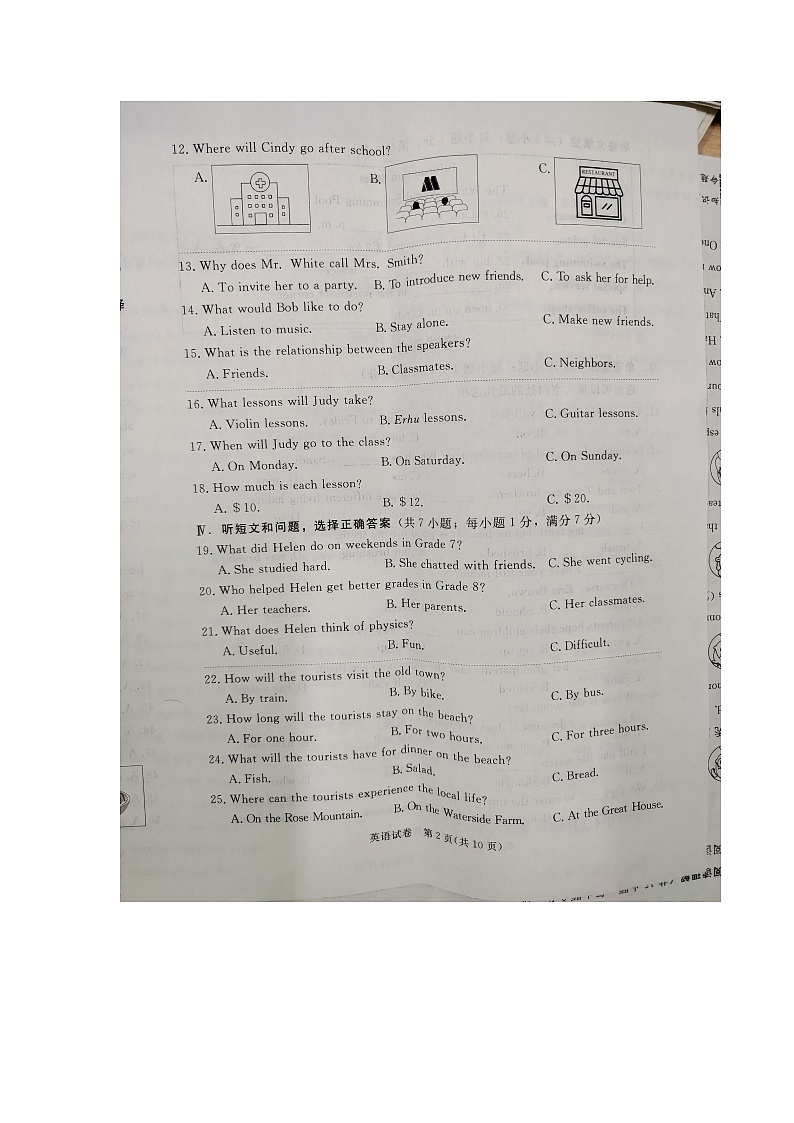 12. Where will Cindy go after school?
A. B. C.
RESTAURANT
13. Why does Mr. White call Mrs. Smith?
A. To invite her to a party. B. To introduce new friends. C. To ask her for help.
14. What would Bob like to do?
A. Listen to music. B. Stay alone. C. Make new friends.
15. What is the relationship between the speakers?
A. Friends. B. Classmates. C. Neighbors.
16. What lessons will Judy take?
A. Violin lessons. B. Erhu lessons. C. Guitar lessons.
17. When will Judy go to the class?
A. On Monday. B. On Saturday. C. On Sunday.
18. How much is each lesson?
A. $10. B. $12. C. $20.
Ⅳ. 听短文和问题，选择正确答案（共7小题；每小题1分，满分7分）
19. What did Helen do on weekends in Grade 7?
A. She studied hard. B. She chatted with friends. C. She went cycling.
20. Who helped Helen get better grades in Grade 8?
A. Her teachers. B. Her parents. C. Her classmates.
21. What does Helen think of physics?
A. Useful. B. Fun. C. Difficult.
22. How will the tourists visit the old town?
A. By train. B. By bike. C. By bus.
23. How long will the tourists stay on the beach?
A. For one hour. B. For two hours. C. For three hours.
24. What will the tourists have for dinner on the beach?
A. Fish. B. Salad. C. Bread.
25. Where can the tourists experience the local life?
A. On the Rose Mountain. B. On the Waterside Farm. C. At the Great House.
英语试卷 第2页(共10页)